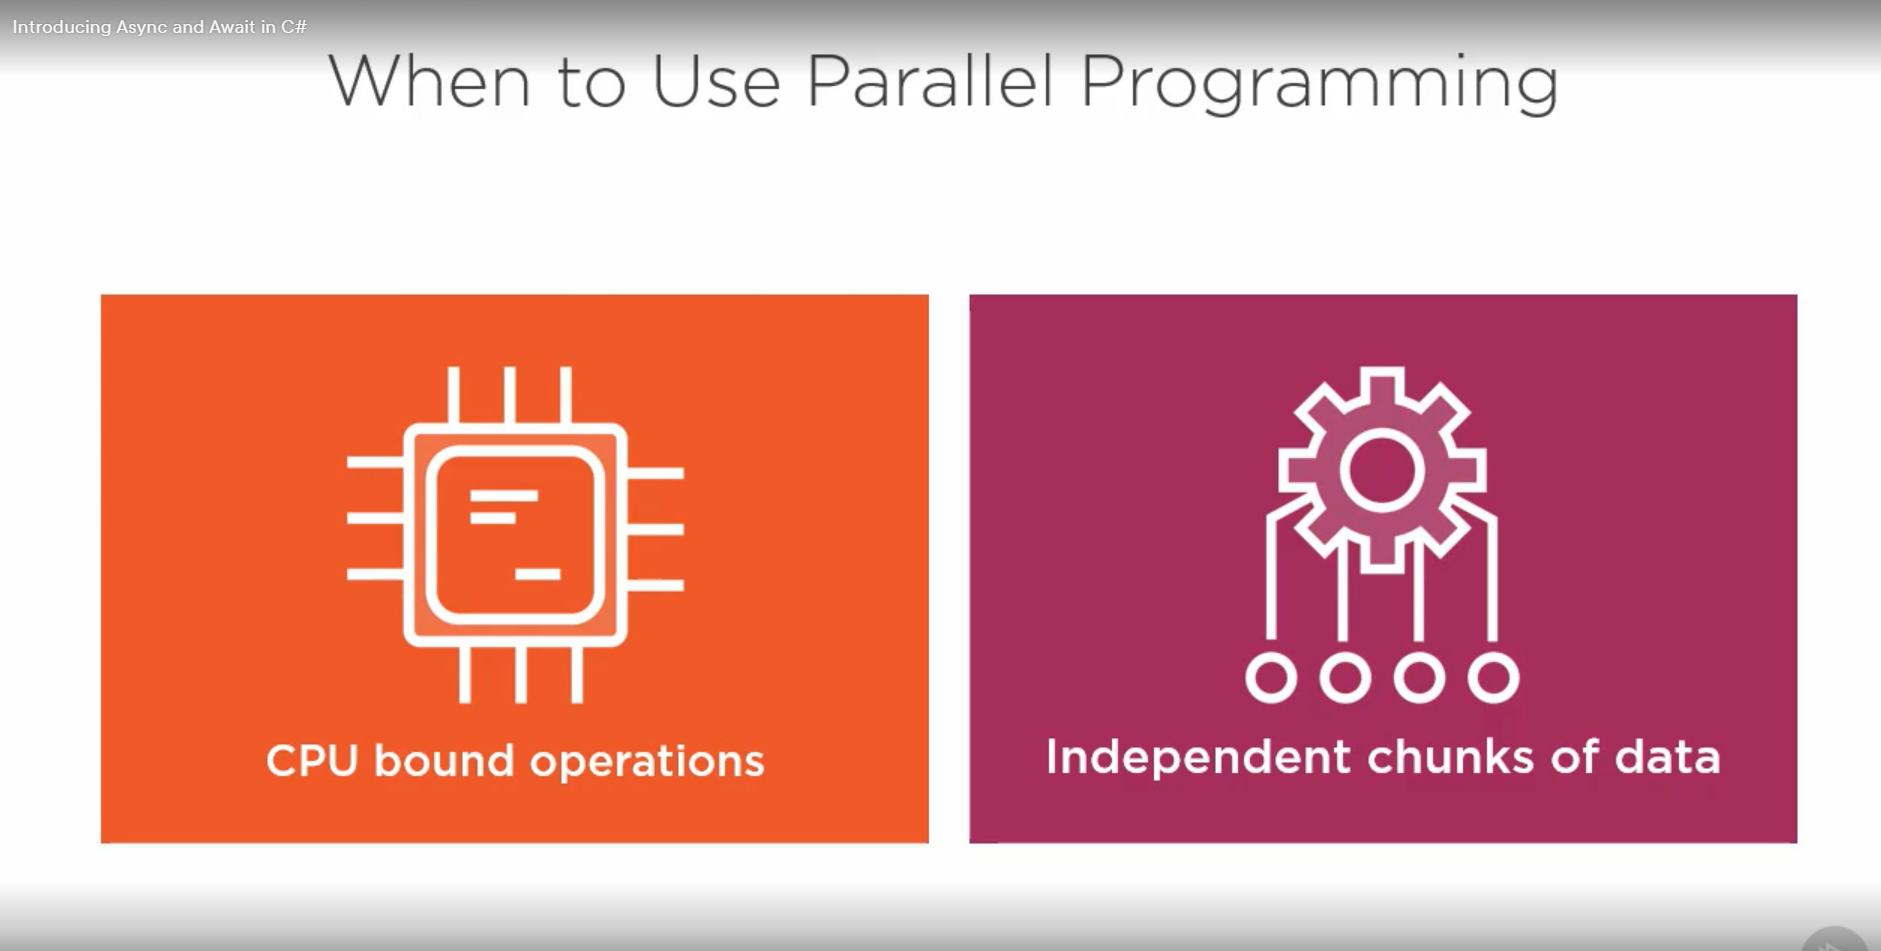 Introducing Async and Await in C#
When to Use Parallel Programming
CPU bound operations
Independent chunks of data